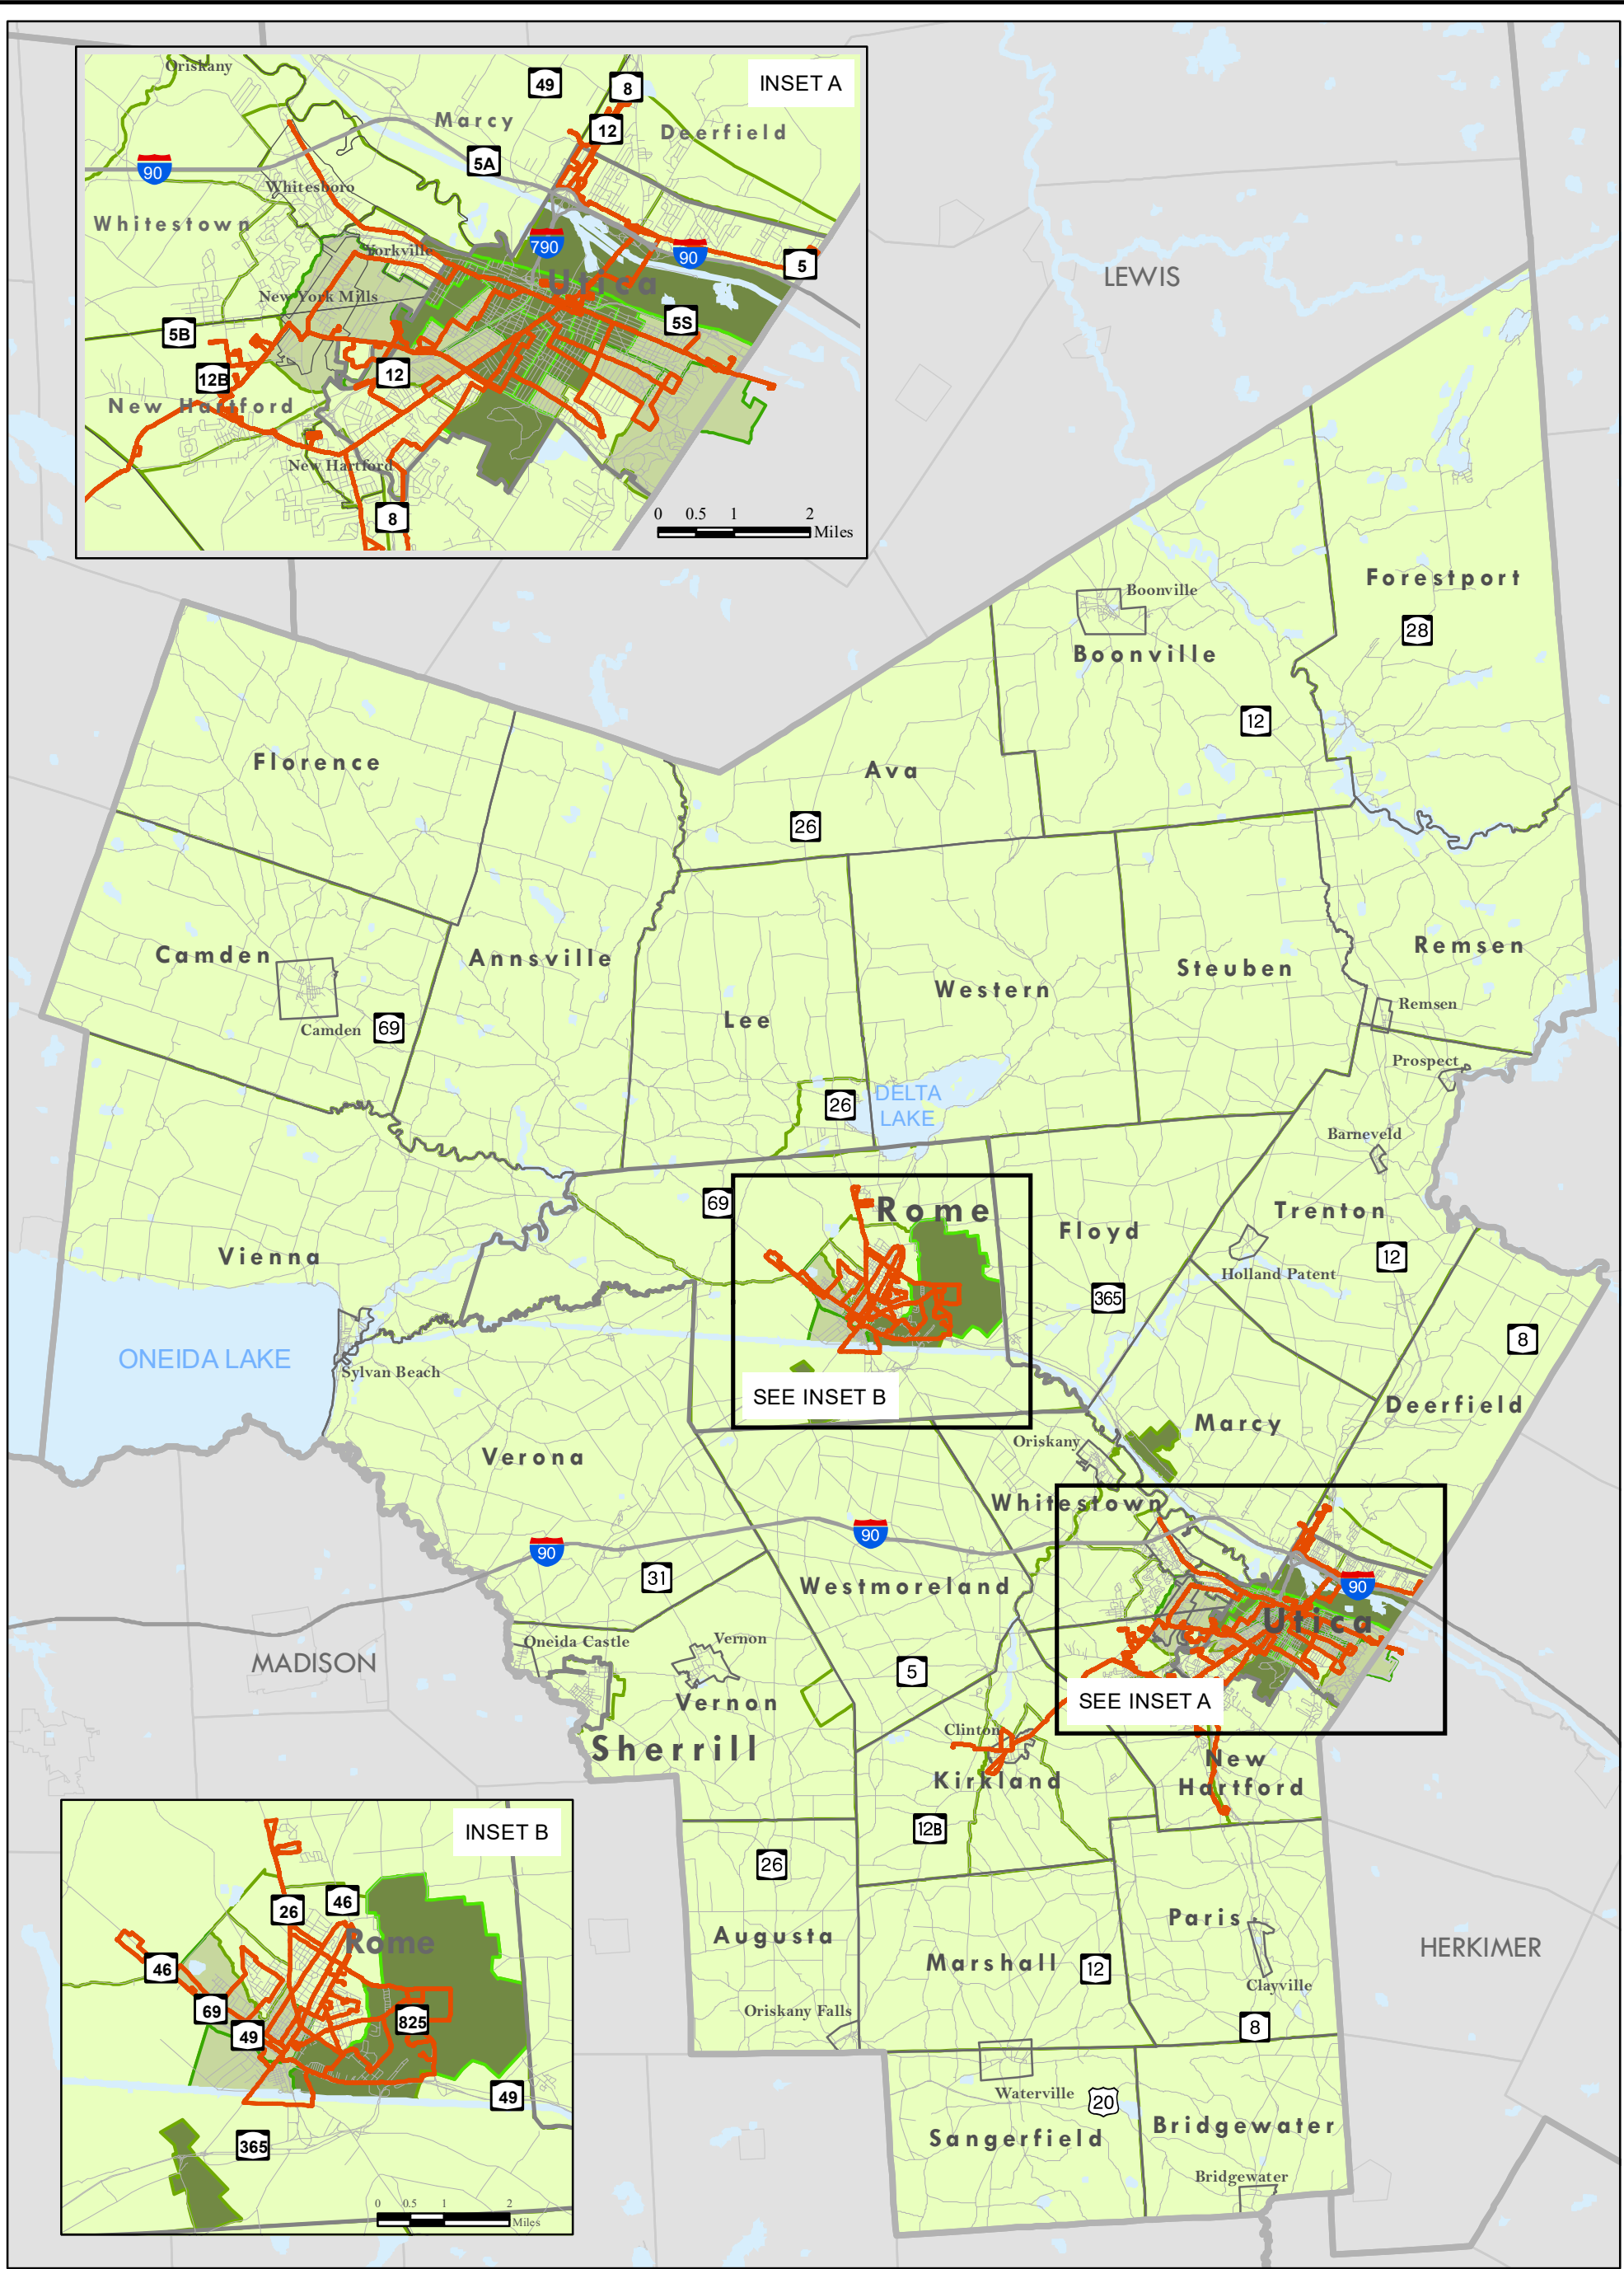 Oriskany
49
8
INSET A
Marcy
12
Deerfield
5A
90
Whitesboro
Whitestown
Yorkville
790
90
5
Utica
New York Mills
5S
5B
12
12B
New Hartford
New Hartford
8
0 0.5 1 2
Miles
LEWIS
Forestport
Boonville
28
Boonville
12
Florence
Ava
26
Camden
Annsville
Remsen
Steuben
Western
Lee
Remsen
Camden
69
Prospect
26
DELTA
LAKE
Barneveld
69
Rome
Trenton
Floyd
Vienna
12
Holland Patent
365
8
ONEIDA LAKE
Sylvan Beach
SEE INSET B
Deerfield
Marcy
Oriskany
Verona
Whitestown
90
90
31
Westmoreland
90
Utica
Oneida Castle
Vernon
MADISON
5
Vernon
SEE INSET A
Clinton
Sherrill
New
Hartford
Kirkland
12B
26
INSET B
26
46
Rome
46
69
49
825
49
365
0 0.5 1 2
Miles
Paris
Augusta
HERKIMER
Marshall
12
Clayville
Oriskany Falls
8
Waterville
20
Bridgewater
Sangerfield
Bridgewater